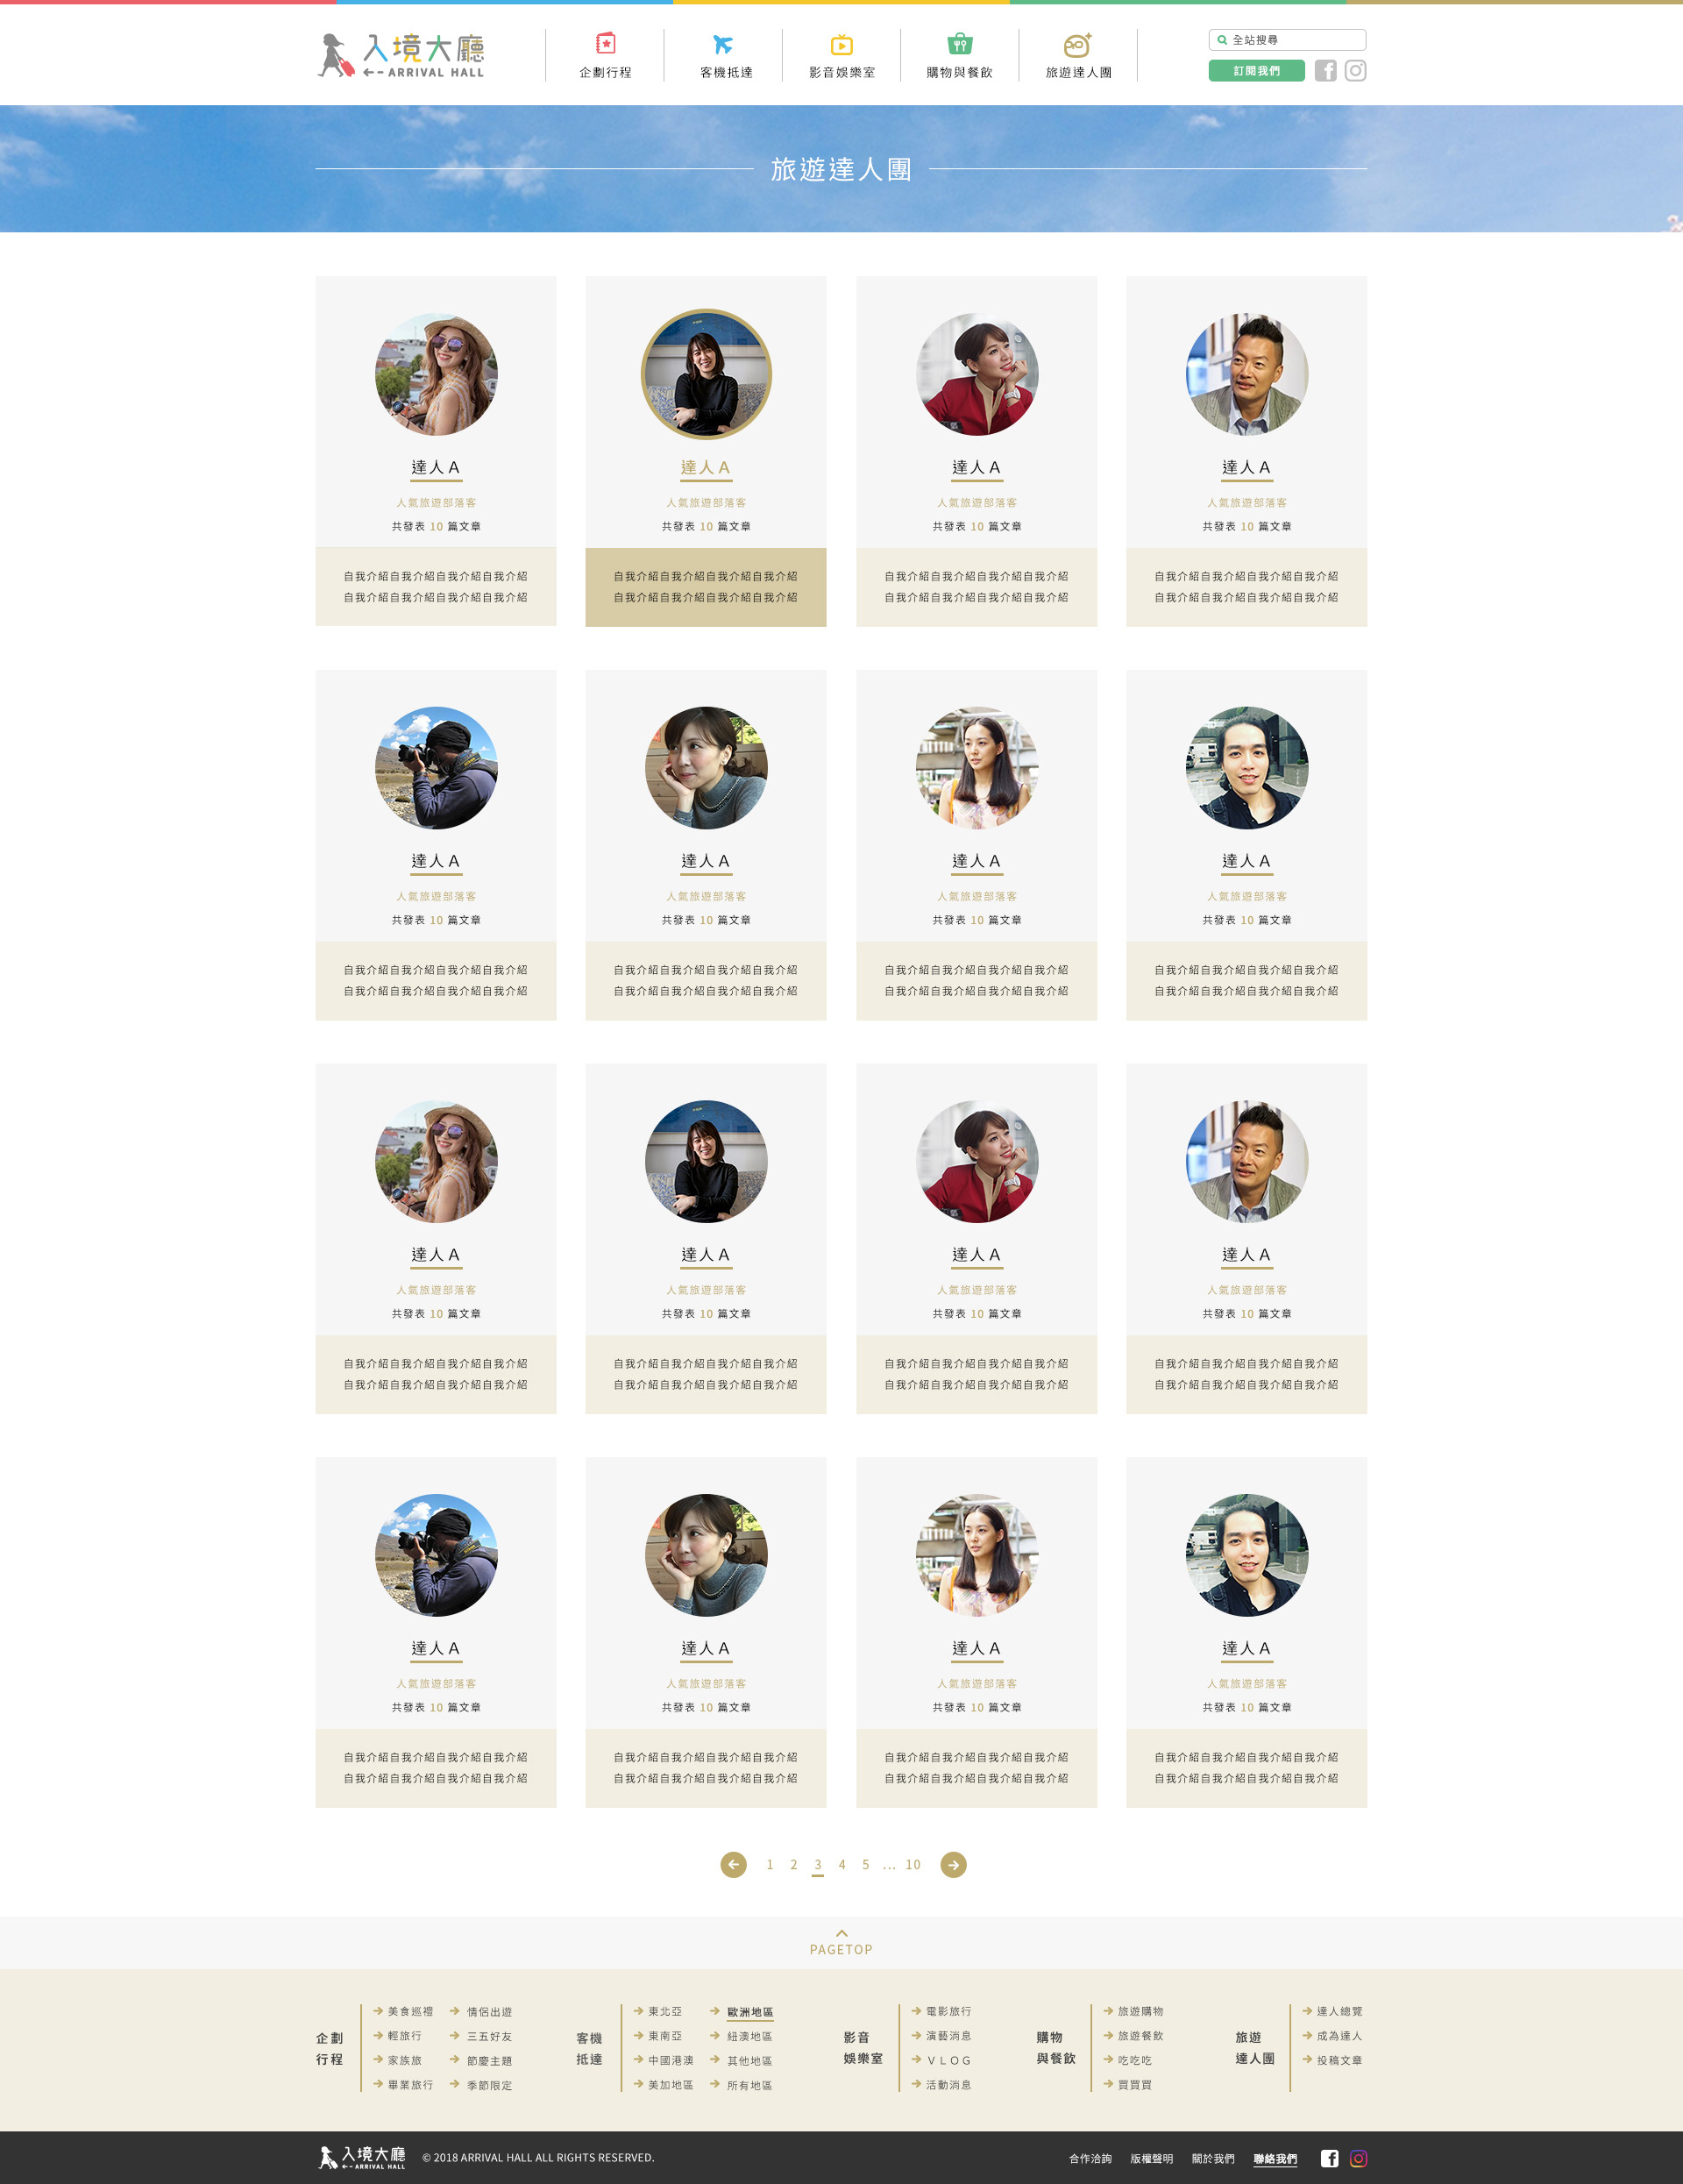 入境大廳
ARRIVAL HALL
企劃行程
客機抵達
影音娛樂室
購物與餐飲
旅遊達人團
全站搜尋
訂閱我們
旅遊達人團
達人A
達人A
達人A
達人A
人氣旅遊部落客
人氣旅遊部落客
人氣旅遊部落客
人氣旅遊部落客
共發表 10 篇文章
共發表 10 篇文章
共發表 10 篇文章
共發表 10 篇文章
自我介紹自我介紹自我介紹自我介紹
自我介紹自我介紹自我介紹自我介紹
自我介紹自我介紹自我介紹自我介紹
自我介紹自我介紹自我介紹自我介紹
自我介紹自我介紹自我介紹自我介紹
自我介紹自我介紹自我介紹自我介紹
自我介紹自我介紹自我介紹自我介紹
自我介紹自我介紹自我介紹自我介紹
達人A
達人A
達人A
達人A
人氣旅遊部落客
人氣旅遊部落客
人氣旅遊部落客
人氣旅遊部落客
共發表 10 篇文章
共發表 10 篇文章
共發表 10 篇文章
共發表 10 篇文章
自我介紹自我介紹自我介紹自我介紹
自我介紹自我介紹自我介紹自我介紹
自我介紹自我介紹自我介紹自我介紹
自我介紹自我介紹自我介紹自我介紹
自我介紹自我介紹自我介紹自我介紹
自我介紹自我介紹自我介紹自我介紹
自我介紹自我介紹自我介紹自我介紹
自我介紹自我介紹自我介紹自我介紹
達人A
達人A
達人A
達人A
人氣旅遊部落客
人氣旅遊部落客
人氣旅遊部落客
人氣旅遊部落客
共發表 10 篇文章
共發表 10 篇文章
共發表 10 篇文章
共發表 10 篇文章
自我介紹自我介紹自我介紹自我介紹
自我介紹自我介紹自我介紹自我介紹
自我介紹自我介紹自我介紹自我介紹
自我介紹自我介紹自我介紹自我介紹
自我介紹自我介紹自我介紹自我介紹
自我介紹自我介紹自我介紹自我介紹
自我介紹自我介紹自我介紹自我介紹
自我介紹自我介紹自我介紹自我介紹
達人A
達人A
達人A
達人A
人氣旅遊部落客
人氣旅遊部落客
人氣旅遊部落客
人氣旅遊部落客
共發表 10 篇文章
共發表 10 篇文章
共發表 10 篇文章
共發表 10 篇文章
自我介紹自我介紹自我介紹自我介紹
自我介紹自我介紹自我介紹自我介紹
自我介紹自我介紹自我介紹自我介紹
自我介紹自我介紹自我介紹自我介紹
自我介紹自我介紹自我介紹自我介紹
自我介紹自我介紹自我介紹自我介紹
自我介紹自我介紹自我介紹自我介紹
自我介紹自我介紹自我介紹自我介紹
1 2 3 4 5 ... 10
PAGETOP
企劃
行程
美食巡禮
輕旅行
家族旅
畢業旅行
情侶出遊
三五好友
節慶主題
季節限定
客機
抵達
東北亞
東南亞
中國港澳
美加地區
歐洲地區
紐澳地區
其他地區
所有地區
影音
娛樂室
電影旅行
演藝消息
VLOG
活動消息
購物
與餐飲
旅遊購物
旅遊餐飲
吃吃吃
買買買
旅遊
達人團
達人總覽
成為達人
投稿文章
入境大廳
ARRIVAL HALL
© 2018 ARRIVAL HALL ALL RIGHTS RESERVED.
合作洽詢
版權聲明
關於我們
聯絡我們